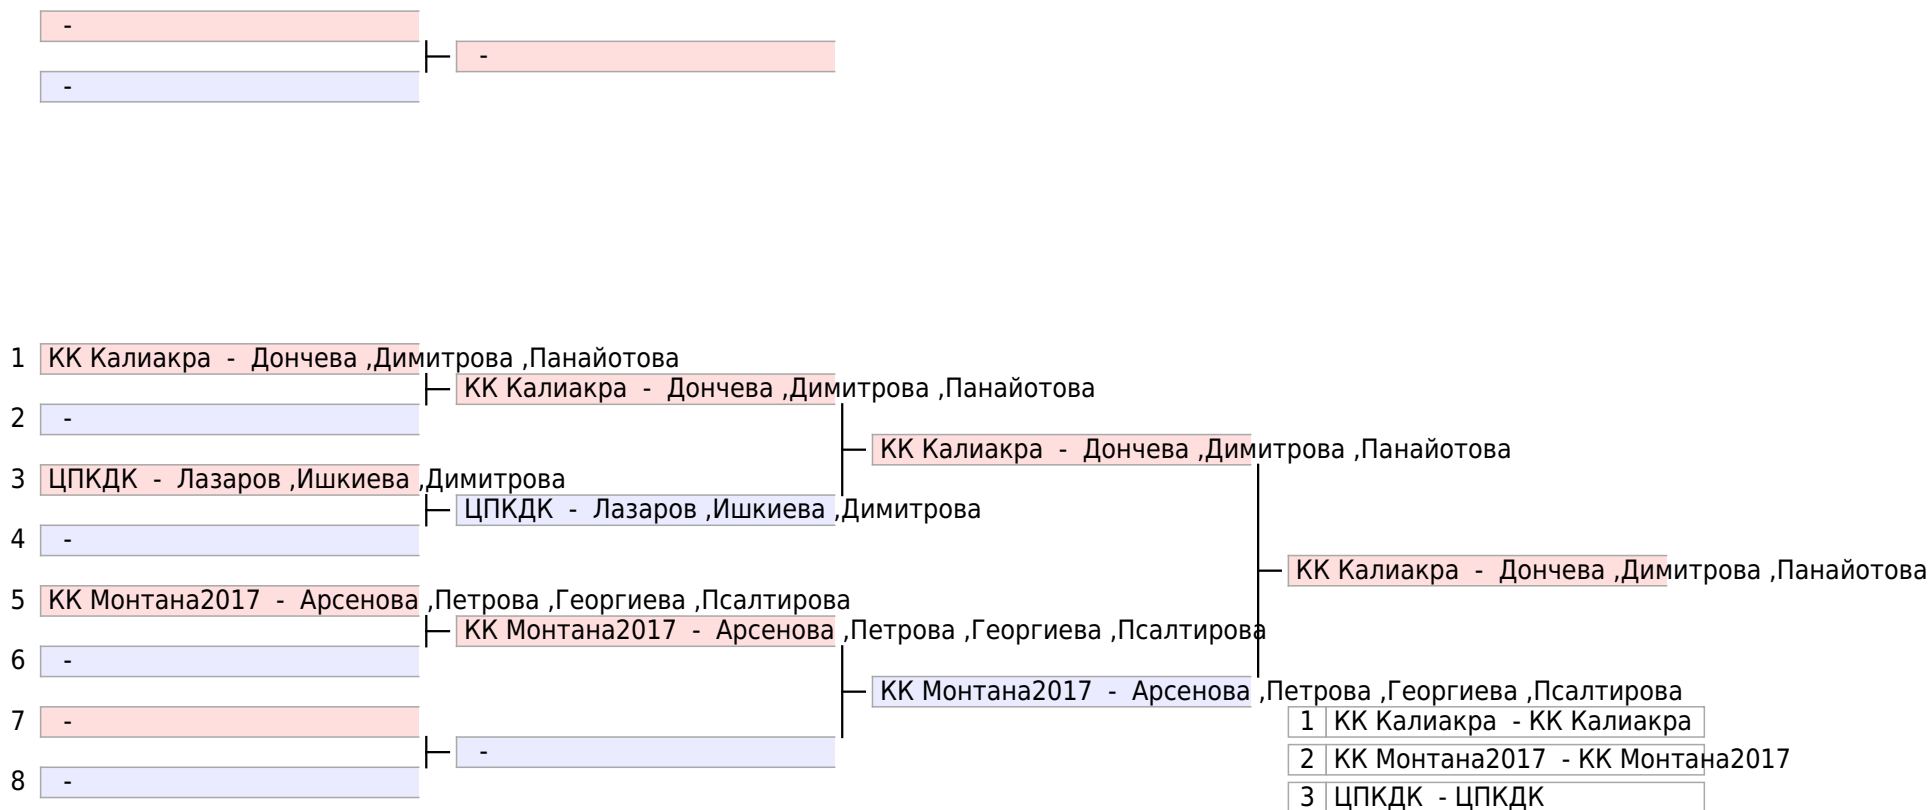 -
-
-
1 КК Калиакра - Дончева ,Димитрова ,Панайотова
КК Калиакра - Дончева ,Димитрова ,Панайотова
2 -
КК Калиакра - Дончева ,Димитрова ,Панайотова
3 ЦПКДК - Лазаров ,Ишкиева ,Димитрова
ЦПКДК - Лазаров ,Ишкиева ,Димитрова
4 -
КК Калиакра - Дончева ,Димитрова ,Панайотова
5 КК Монтана2017 - Арсенова ,Петрова ,Георгиева ,Псалтирова
КК Монтана2017 - Арсенова ,Петрова ,Георгиева ,Псалтирова
6 -
КК Монтана2017 - Арсенова ,Петрова ,Георгиева ,Псалтирова
7 -
1 КК Калиакра - КК Калиакра
-
2 КК Монтана2017 - КК Монтана2017
8 -
3 ЦПКДК - ЦПКДК